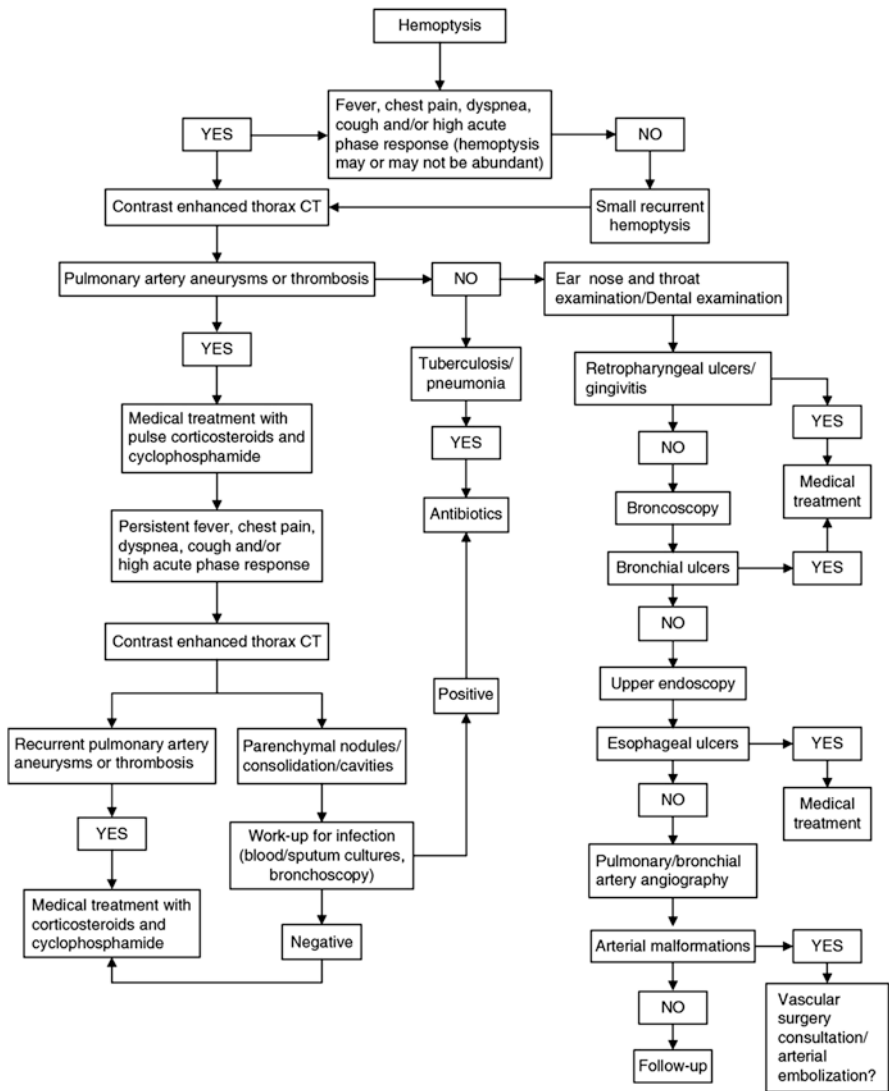 Hemoptysis
Fever, chest pain, dyspnea,
cough and/or high acute
phase response (hemoptysis
may or may not be abundant)
YES
NO
Contrast enhanced thorax CT
Small recurrent
hemoptysis
Pulmonary artery aneurysms or thrombosis
NO
Ear nose and throat
examination/Dental examination
YES
Tuberculosis/
pneumonia
Retropharyngeal ulcers/
gingivitis
Medical treatment with
pulse corticosteroids and
cyclophosphamide
YES
NO
YES
Medical
treatment
Persistent fever, chest pain,
dyspnea, cough and/or
high acute phase response
Antibiotics
Broncoscopy
Bronchial ulcers
YES
Contrast enhanced thorax CT
NO
Positive
Upper endoscopy
Recurrent pulmonary artery
aneurysms or thrombosis
Parenchymal nodules/
consolidation/cavities
Esophageal ulcers
YES
YES
Work-up for infection
(blood/sputum cultures,
bronchoscopy)
NO
Medical
treatment
Medical treatment with
corticosteroids and
cyclophosphamide
Negative
Pulmonary/bronchial
artery angiography
Arterial malformations
YES
NO
Vascular
surgery
consultation/
arterial
embolization?
Follow-up